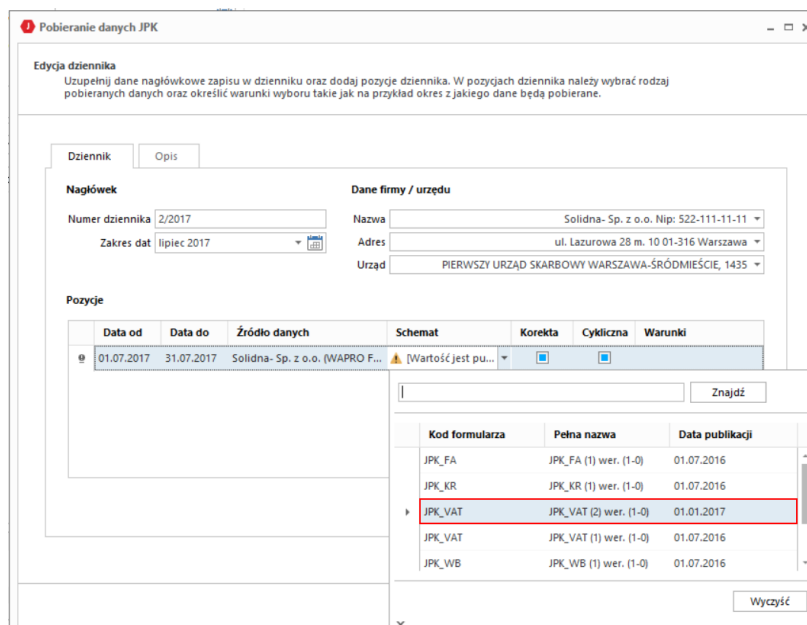 Pobieranie danych JPK
Edycja dziennika
Uzupełnij dane nagłówkowe zapisu w dzienniku oraz dodaj pozycje dziennika. W pozycjach dziennika należy wybrać rodzaj
pobieranych danych oraz określić warunki wyboru takie jak na przykład okres z jakiego dane będą pobierane.
Dziennik Opis
Nagłówek Dane firmy / urzędu
Numer dziennika 2/2017 Nazwa Solidna- Sp. z o.o. Nip: 522-111-11-11
Zakres dat lipiec 2017 Adres ul. Lazurowa 28 m. 10 01-316 Warszawa
Urząd PIERWSZY URZĄD SKARBOWY WARSZAWA-ŚRÓDMIEŚCIE, 1435
Pozycje
Data od Data do Źródło danych Schemat Korekta Cykliczna Warunki
01.07.2017 31.07.2017 Solidna- Sp. z o.o. (WAPRO F... [Wartość jest pu...
Znajdź
Kod formularza Pełna nazwa Data publikacji
JPK_FA JPK_FA (1) wer. (1-0) 01.07.2016
JPK_KR JPK_KR (1) wer. (1-0) 01.07.2016
JPK_VAT JPK_VAT (2) wer. (1-0) 01.01.2017
JPK_VAT JPK_VAT (1) wer. (1-0) 01.07.2016
JPK_WB JPK_WB (1) wer. (1-0) 01.07.2016
Wyczyść